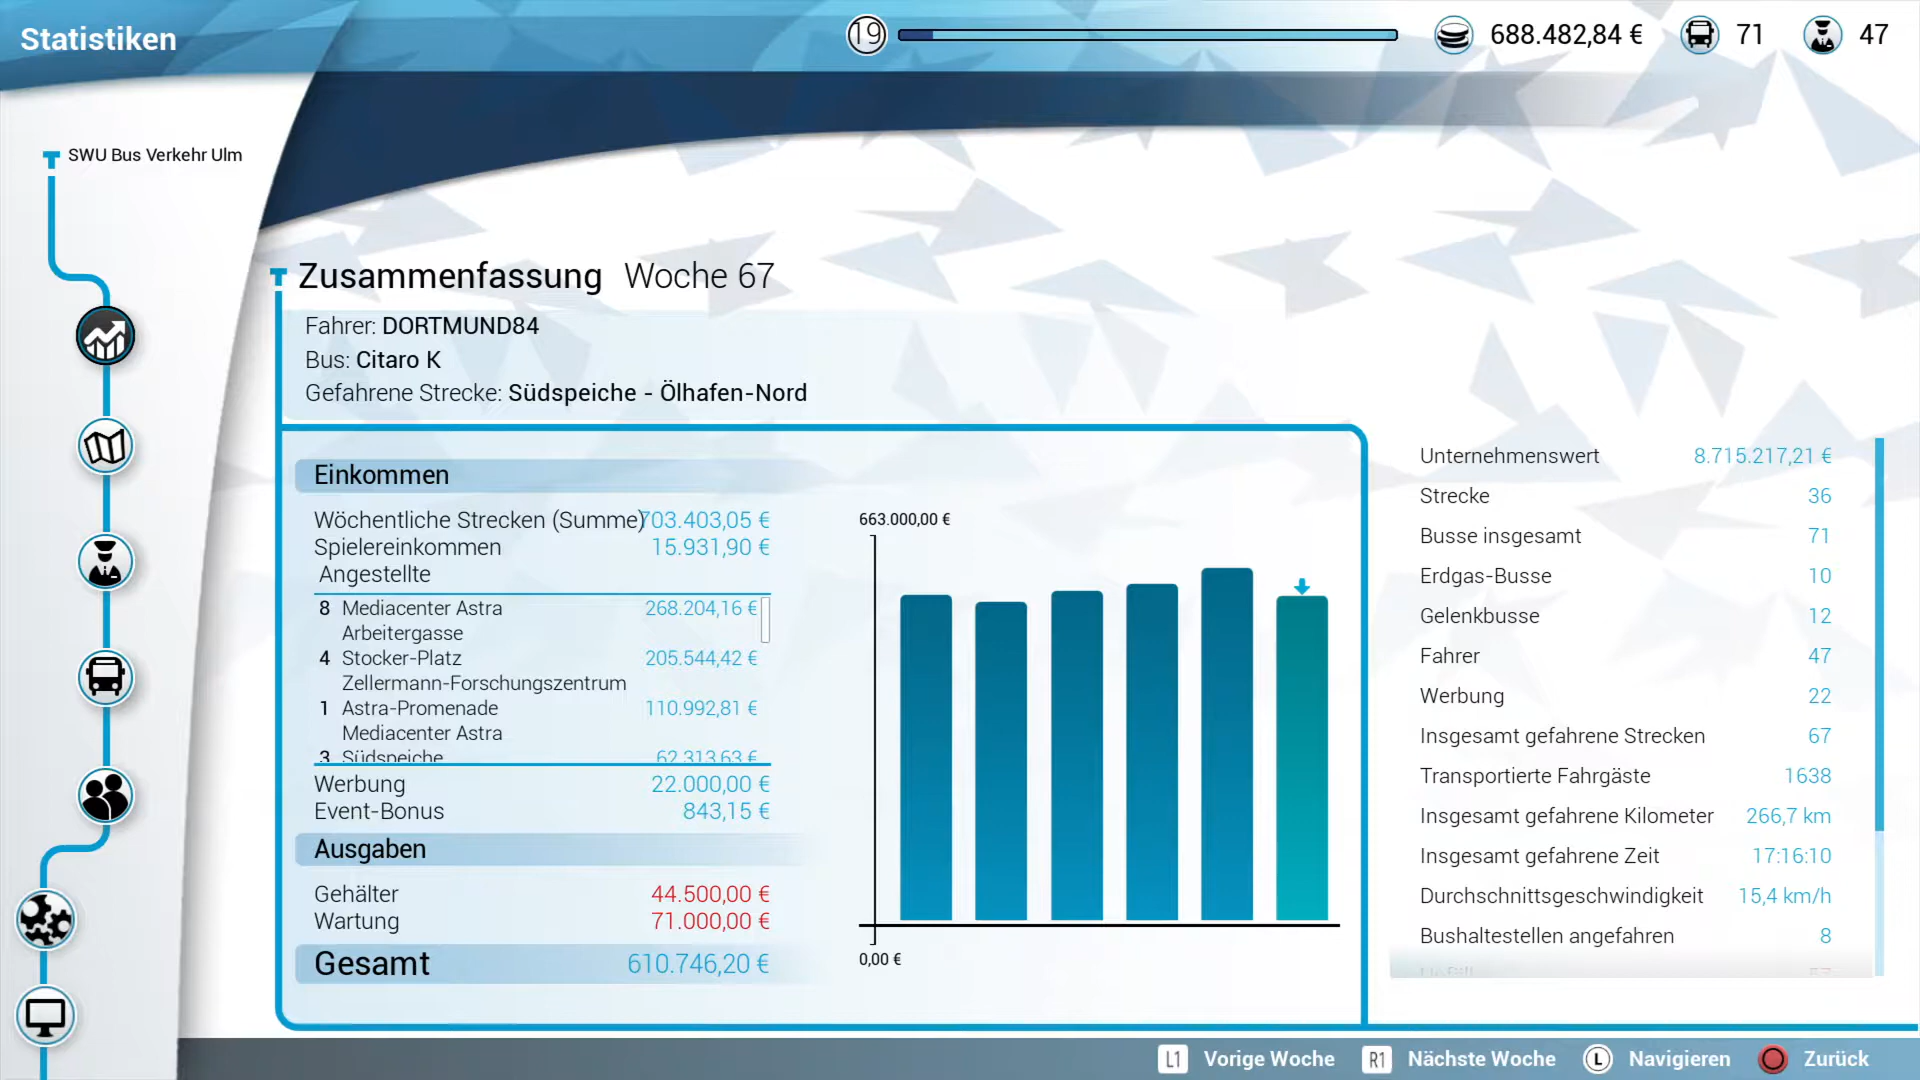 Statistiken
19
688.482,84 €
71
47
SWU Bus Verkehr Ulm
Zusammenfassung Woche 67
Fahrer: DORTMUND84
Bus: Citaro K
Gefahrene Strecke: Südspeiche - Ölhafen-Nord
Einkommen
Wöchentliche Strecken (Summe) 703.403,05 €
Spielereinkommen 15.931,90 €
Angestellte
8 Mediacenter Astra 268.204,16 €
Arbeitergasse
4 Stocker-Platz 205.544,42 €
Zellermann-Forschungszentrum
1 Astra-Promenade 110.992,81 €
Mediacenter Astra
3 Südspeiche 62.313,63 €
Werbung 22.000,00 €
Event-Bonus 843,15 €
Ausgaben
Gehälter 44.500,00 €
Wartung 71.000,00 €
Gesamt 610.746,20 €
663.000,00 €
0,00 €
Unternehmenswert 8.715.217,21 €
Strecke 36
Busse insgesamt 71
Erdgas-Busse 10
Gelenkbusse 12
Fahrer 47
Werbung 22
Insgesamt gefahrene Strecken 67
Transportierte Fahrgäste 1638
Insgesamt gefahrene Kilometer 266,7 km
Insgesamt gefahrene Zeit 17:16:10
Durchschnittsgeschwindigkeit 15,4 km/h
Bushaltestellen angefahren 8
L1 Vorige Woche R1 Nächste Woche L Navigieren Zurück